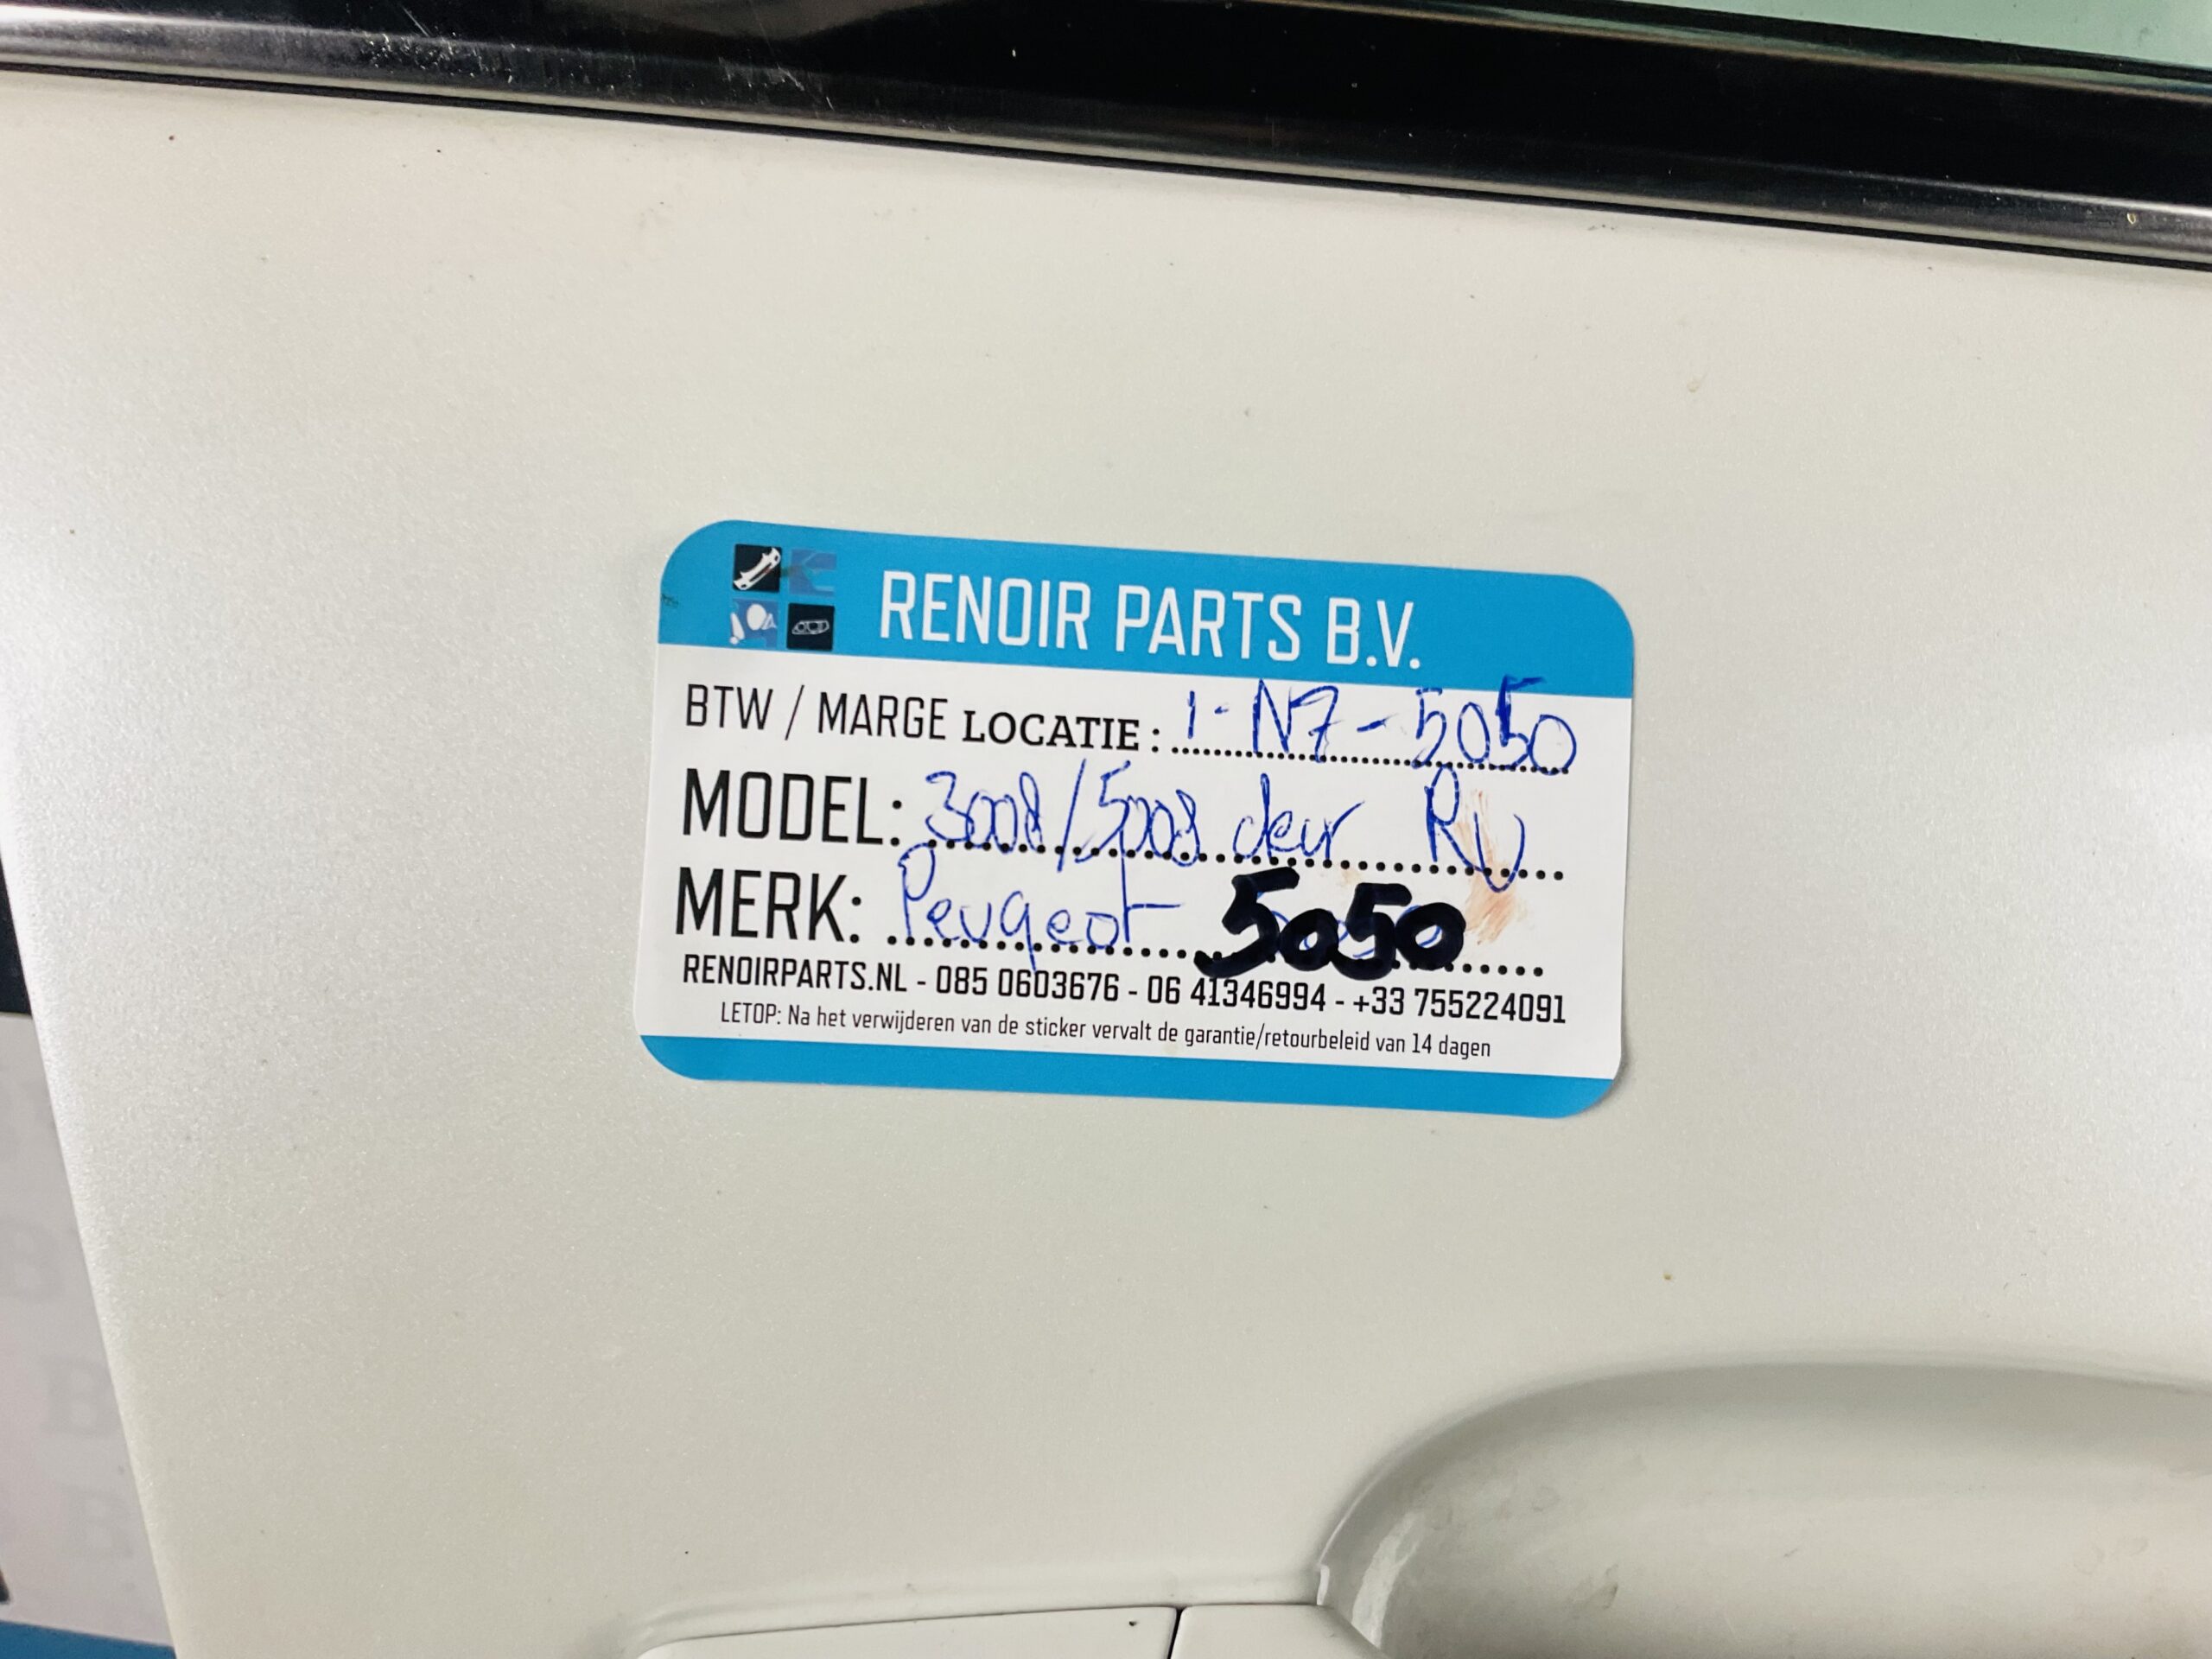 RENOIR PARTS B.V.
BTW / MARGE LOCATIE : 1-N7-5050
MODEL: 3008/5008 deur RV
MERK: Peugeot 5050
RENOIRPARTS.NL - 085 0603676 - 06 41346994 - +33 755224091
LETOP: Na het verwijderen van de sticker vervalt de garantie/retourbeleid van 14 dagen